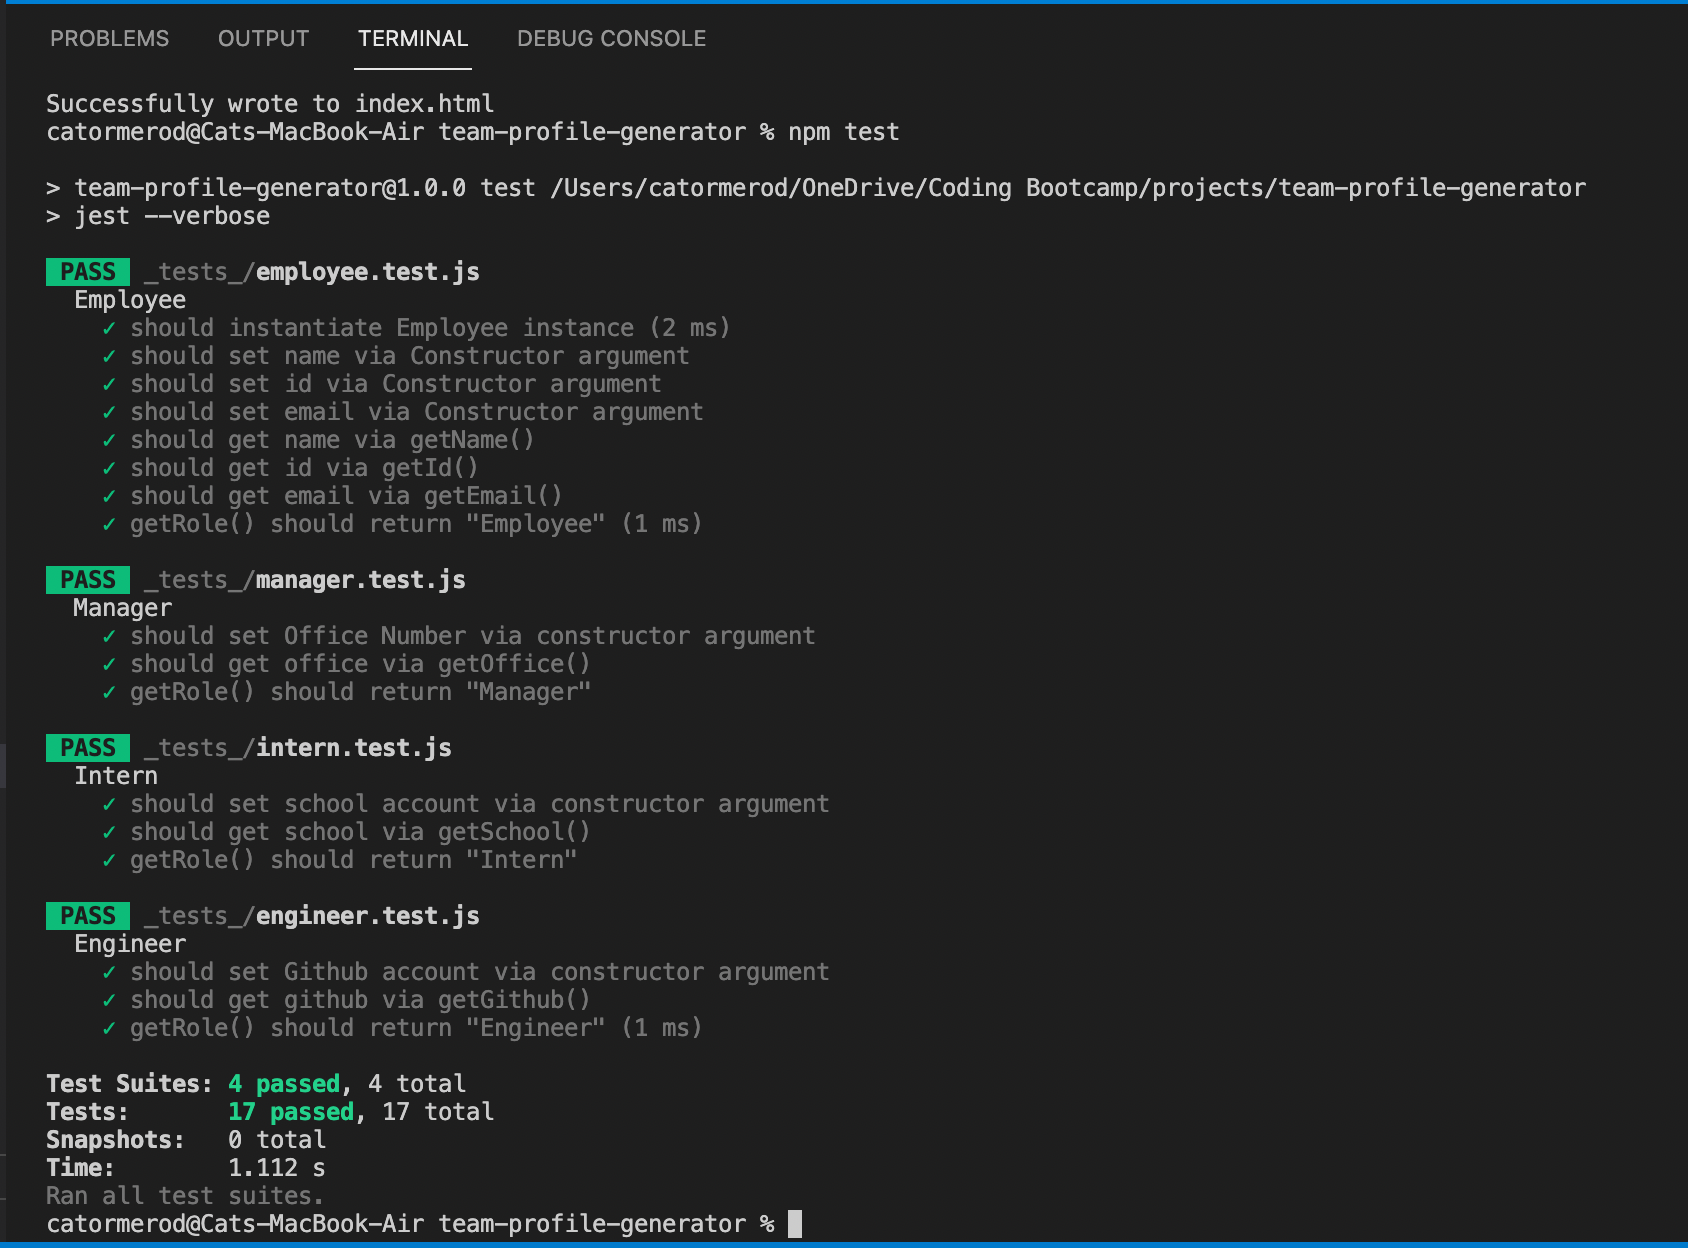 PROBLEMS OUTPUT TERMINAL DEBUG CONSOLE
Successfully wrote to index.html
catormerod@Cats-MacBook-Air team-profile-generator % npm test
> team-profile-generator@1.0.0 test /Users/catormerod/OneDrive/Coding Bootcamp/projects/team-profile-generator
> jest --verbose
PASS _tests_/employee.test.js
Employee
✓ should instantiate Employee instance (2 ms)
✓ should set name via Constructor argument
✓ should set id via Constructor argument
✓ should set email via Constructor argument
✓ should get name via getName()
✓ should get id via getId()
✓ should get email via getEmail()
✓ getRole() should return "Employee" (1 ms)
PASS _tests_/manager.test.js
Manager
✓ should set Office Number via constructor argument
✓ should get office via getOffice()
✓ getRole() should return "Manager"
PASS _tests_/intern.test.js
Intern
✓ should set school account via constructor argument
✓ should get school via getSchool()
✓ getRole() should return "Intern"
PASS _tests_/engineer.test.js
Engineer
✓ should set Github account via constructor argument
✓ should get github via getGithub()
✓ getRole() should return "Engineer" (1 ms)
Test Suites: 4 passed, 4 total
Tests: 17 passed, 17 total
Snapshots: 0 total
Time: 1.112 s
Ran all test suites.
catormerod@Cats-MacBook-Air team-profile-generator %